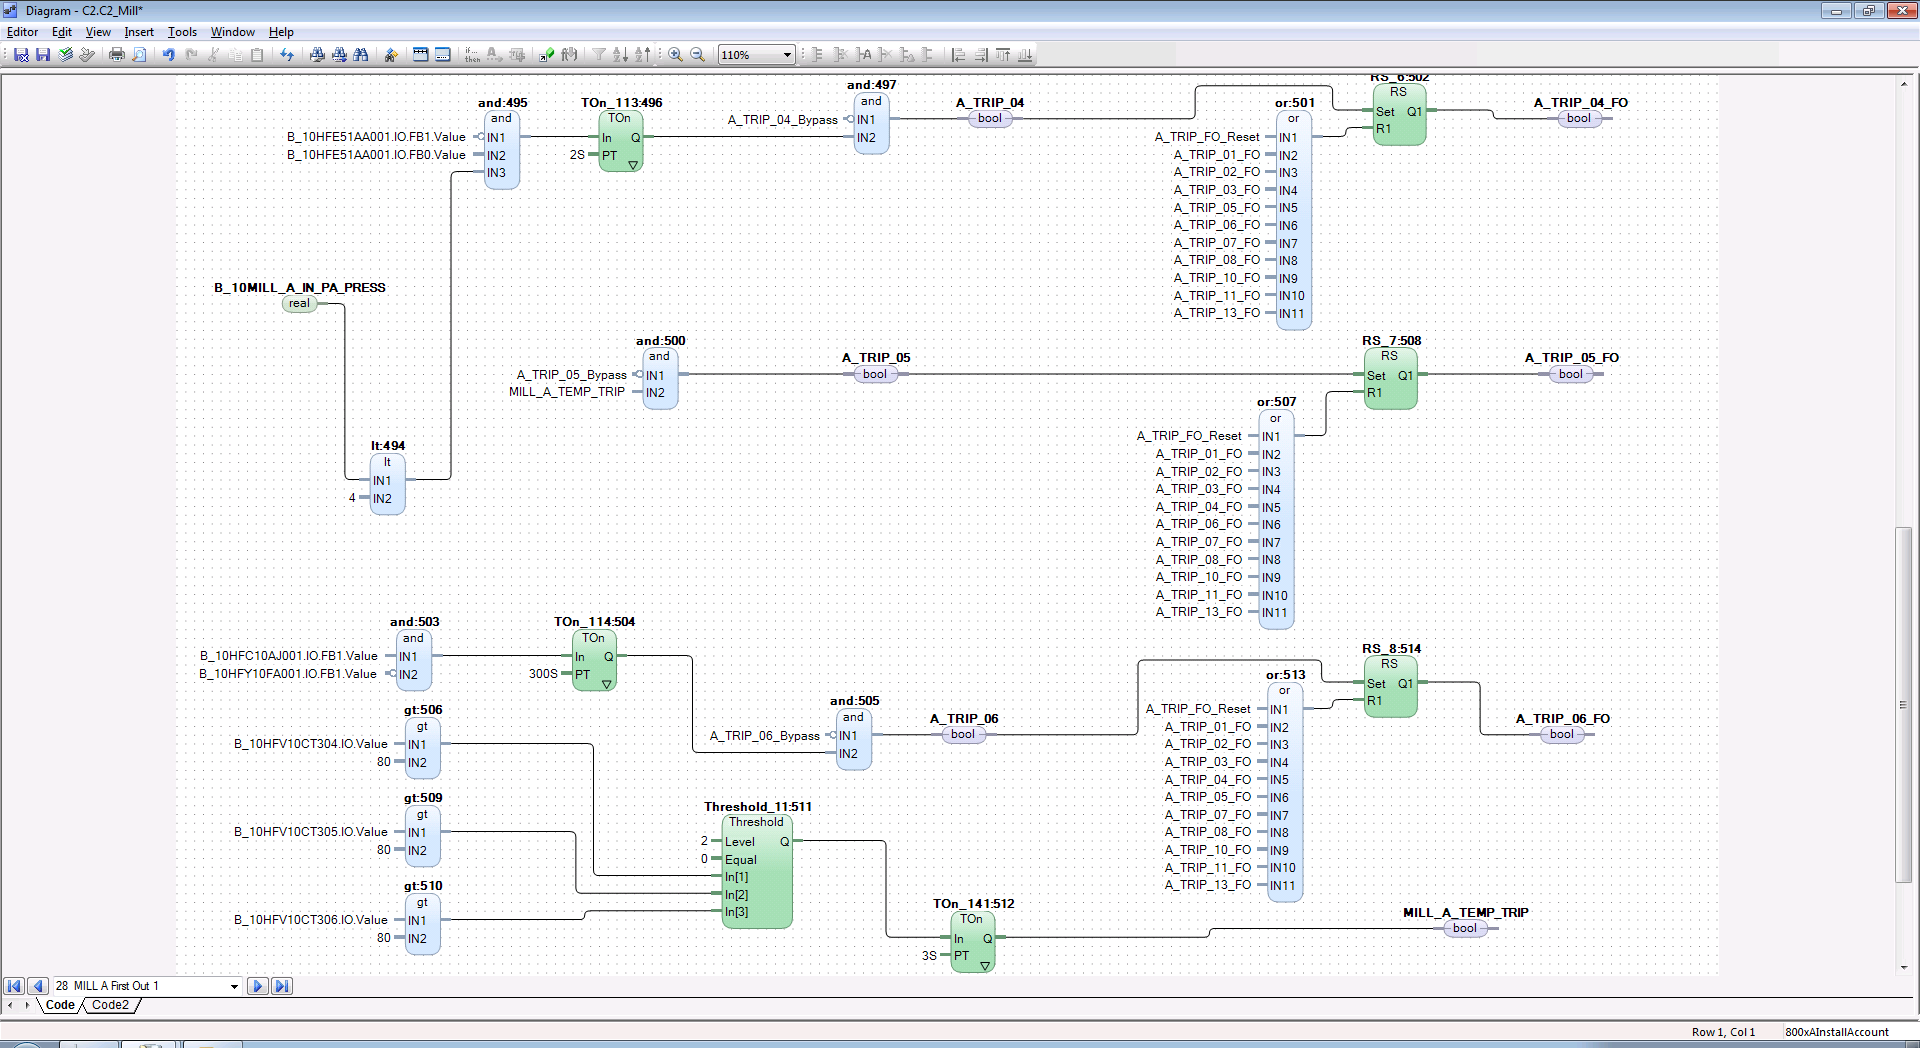 Diagram - C2.C2_Mill*
Editor Edit View Insert Tools Window Help
if... then 110%
and:495
and
B_10HFE51AA001.IO.FB1.Value IN1
B_10HFE51AA001.IO.FB0.Value IN2
IN3
TOn_113:496
TOn
In Q
2S PT
and:497
and
A_TRIP_04_Bypass IN1
IN2
A_TRIP_04
bool
or:501
or
A_TRIP_FO_Reset IN1
A_TRIP_01_FO IN2
A_TRIP_02_FO IN3
A_TRIP_03_FO IN4
A_TRIP_05_FO IN5
A_TRIP_06_FO IN6
A_TRIP_07_FO IN7
A_TRIP_08_FO IN8
A_TRIP_10_FO IN9
A_TRIP_11_FO IN10
A_TRIP_13_FO IN11
RS_6:502
RS
Set Q1
R1
A_TRIP_04_FO
bool
B_10MILL_A_IN_PA_PRESS
real
lt:494
lt
IN1
4 IN2
and:500
and
A_TRIP_05_Bypass IN1
MILL_A_TEMP_TRIP IN2
A_TRIP_05
bool
RS_7:508
RS
Set Q1
R1
A_TRIP_05_FO
bool
or:507
or
A_TRIP_FO_Reset IN1
A_TRIP_01_FO IN2
A_TRIP_02_FO IN3
A_TRIP_03_FO IN4
A_TRIP_04_FO IN5
A_TRIP_06_FO IN6
A_TRIP_07_FO IN7
A_TRIP_08_FO IN8
A_TRIP_10_FO IN9
A_TRIP_11_FO IN10
A_TRIP_13_FO IN11
and:503
and
B_10HFC10AJ001.IO.FB1.Value IN1
B_10HFY10FA001.IO.FB1.Value IN2
TOn_114:504
TOn
In Q
300S PT
and:505
and
A_TRIP_06_Bypass IN1
IN2
A_TRIP_06
bool
or:513
or
A_TRIP_FO_Reset IN1
A_TRIP_01_FO IN2
A_TRIP_02_FO IN3
A_TRIP_03_FO IN4
A_TRIP_04_FO IN5
A_TRIP_05_FO IN6
A_TRIP_07_FO IN7
A_TRIP_08_FO IN8
A_TRIP_10_FO IN9
A_TRIP_11_FO IN10
A_TRIP_13_FO IN11
RS_8:514
RS
Set Q1
R1
A_TRIP_06_FO
bool
gt:506
gt
B_10HFV10CT304.IO.Value IN1
80 IN2
gt:509
gt
B_10HFV10CT305.IO.Value IN1
80 IN2
gt:510
gt
B_10HFV10CT306.IO.Value IN1
80 IN2
Threshold_11:511
Threshold
2 Level Q
0 Equal
In[1]
In[2]
In[3]
TOn_141:512
TOn
In Q
3S PT
MILL_A_TEMP_TRIP
bool
28 MILL A First Out 1
Code Code2
Row 1, Col 1 800xAInstallAccount